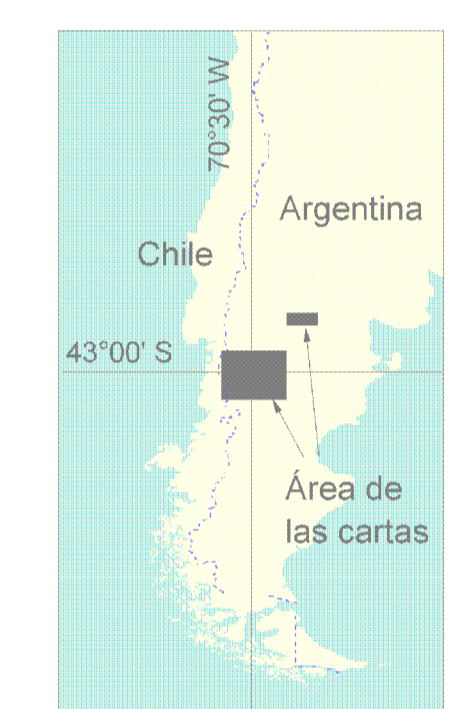 70°30' W
Argentina
Chile
43°00' S
Área de
las cartas